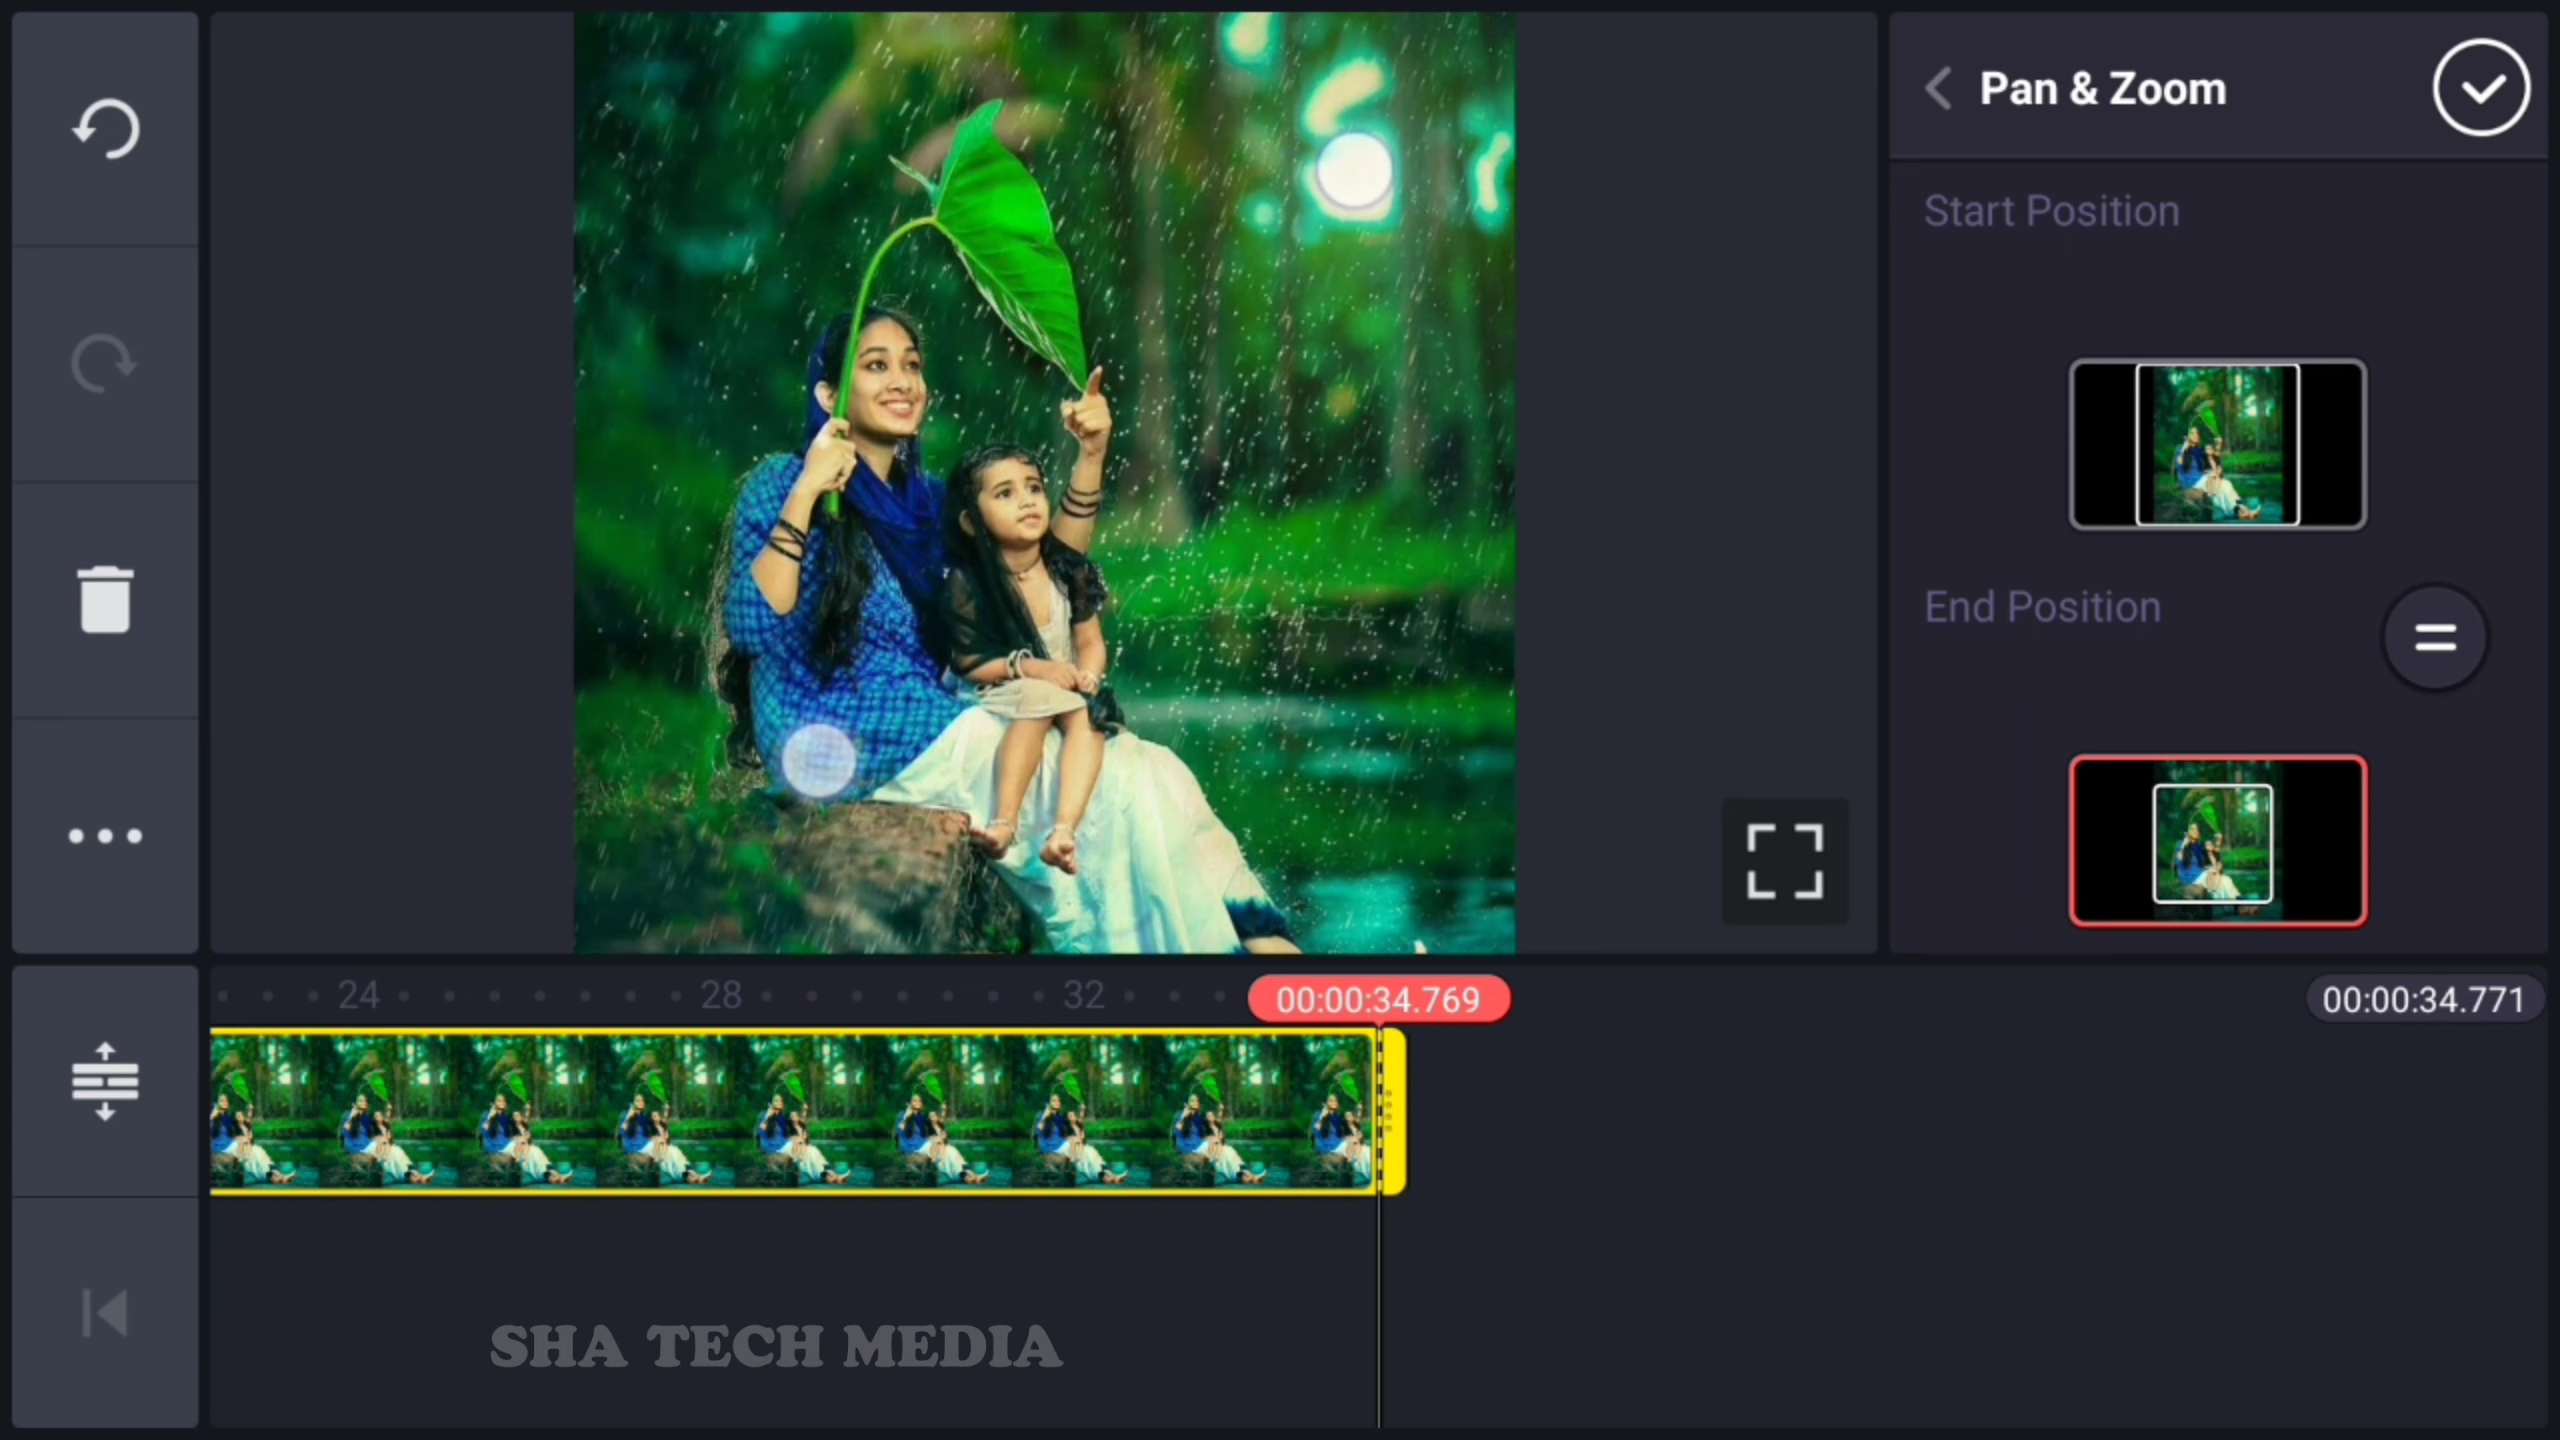 Pan & Zoom
Start Position
End Position
24
28
32
00:00:34.769
00:00:34.771
SHA TECH MEDIA